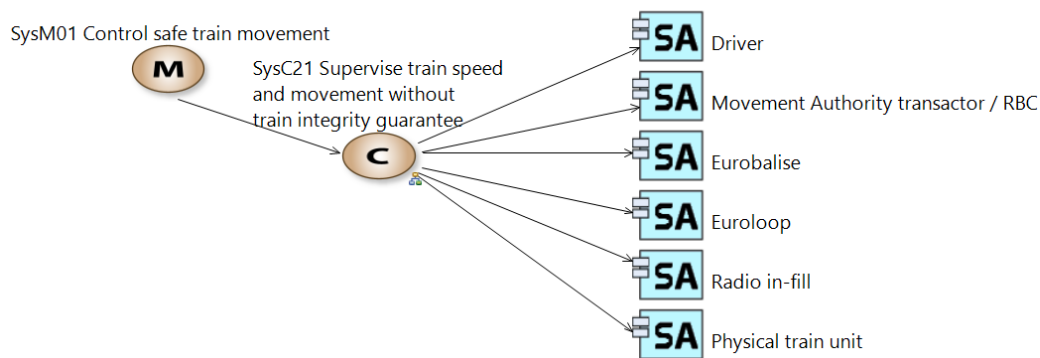 SysM01 Control safe train movement
M
SysC21 Supervise train speed
and movement without
train integrity guarantee
C
SA Driver
SA Movement Authority transactor / RBC
SA Eurobalise
SA Euroloop
SA Radio in-fill
SA Physical train unit